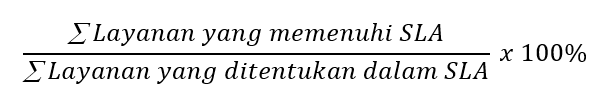 ∑Layanan yang memenuhi SLA
∑Layanan yang ditentukan dalam SLA
x 100%